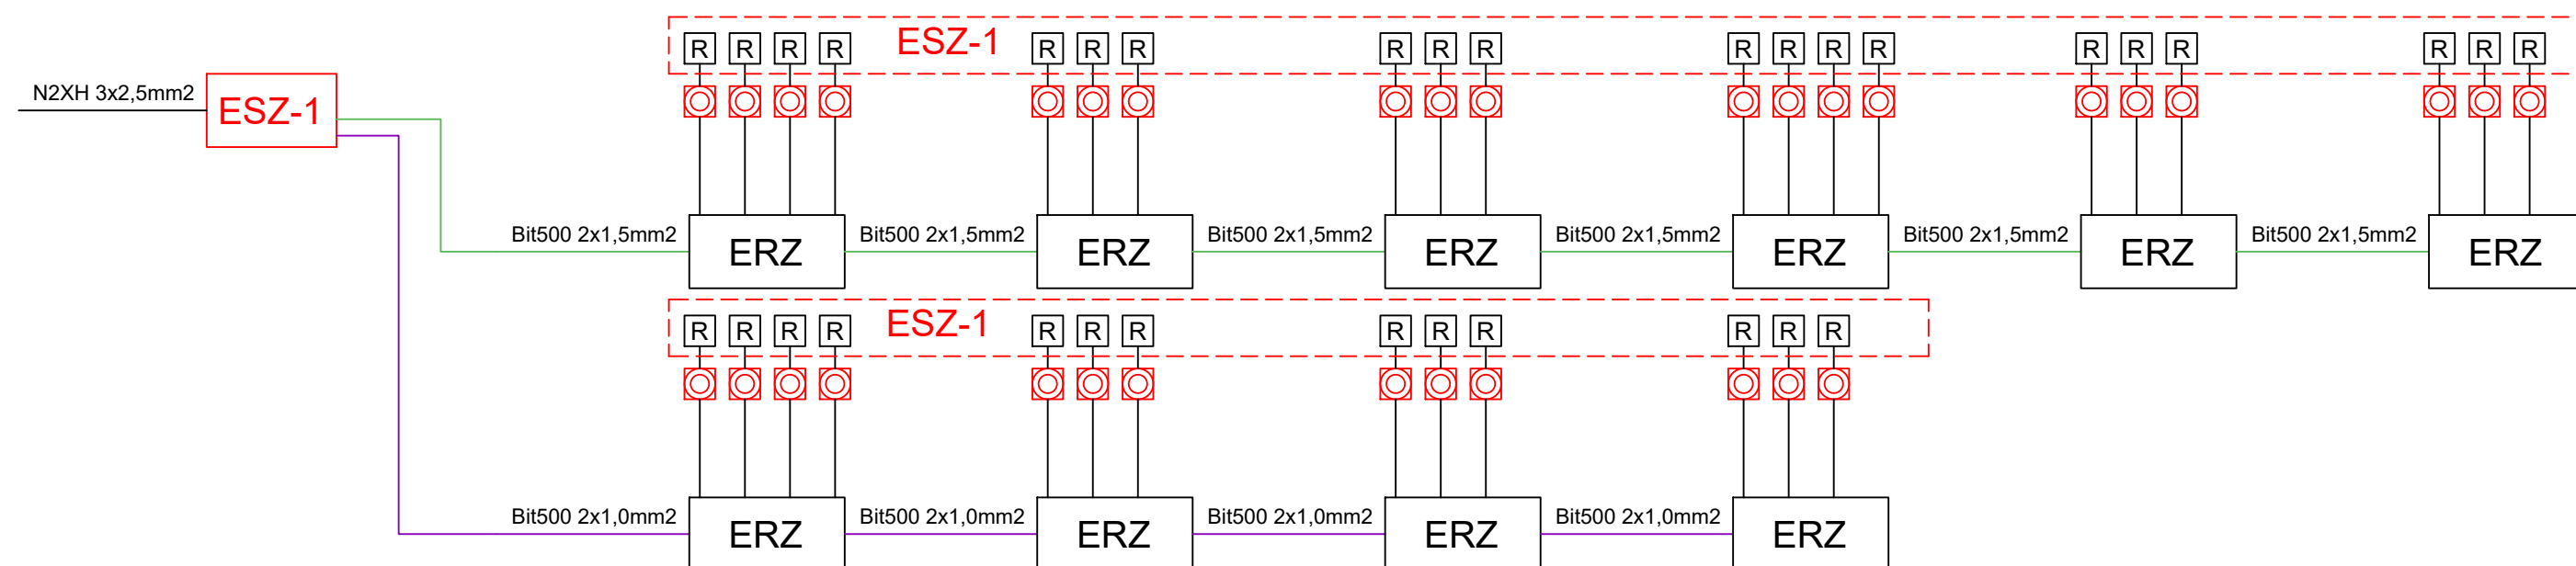 R R R R ESZ-1 R R R R R R R R R R R R R R R R
N2XH 3x2,5mm2 ESZ-1
Bit500 2x1,5mm2 Bit500 2x1,5mm2 Bit500 2x1,5mm2 Bit500 2x1,5mm2 Bit500 2x1,5mm2 Bit500 2x1,5mm2
ERZ ERZ ERZ ERZ ERZ ERZ
R R R R ESZ-1 R R R R R R R R R
Bit500 2x1,0mm2 Bit500 2x1,0mm2 Bit500 2x1,0mm2 Bit500 2x1,0mm2
ERZ ERZ ERZ ERZ